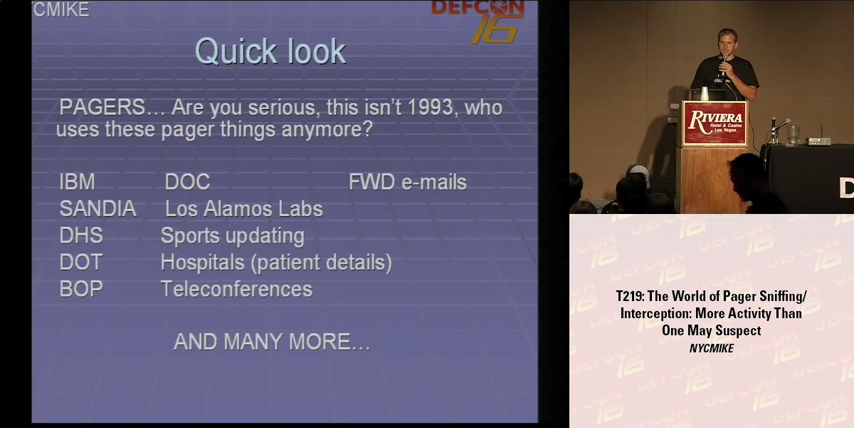 CMIKE
DEFCON
16
Quick look
PAGERS... Are you serious, this isn't 1993, who
uses these pager things anymore?
IBM DOC FWD e-mails
SANDIA Los Alamos Labs
DHS Sports updating
DOT Hospitals (patient details)
BOP Teleconferences
AND MANY MORE...
RIVIERA
Hotel & Casino
Las Vegas
D
T219: The World of Pager Sniffing/
Interception: More Activity Than
One May Suspect
NYCMIKE